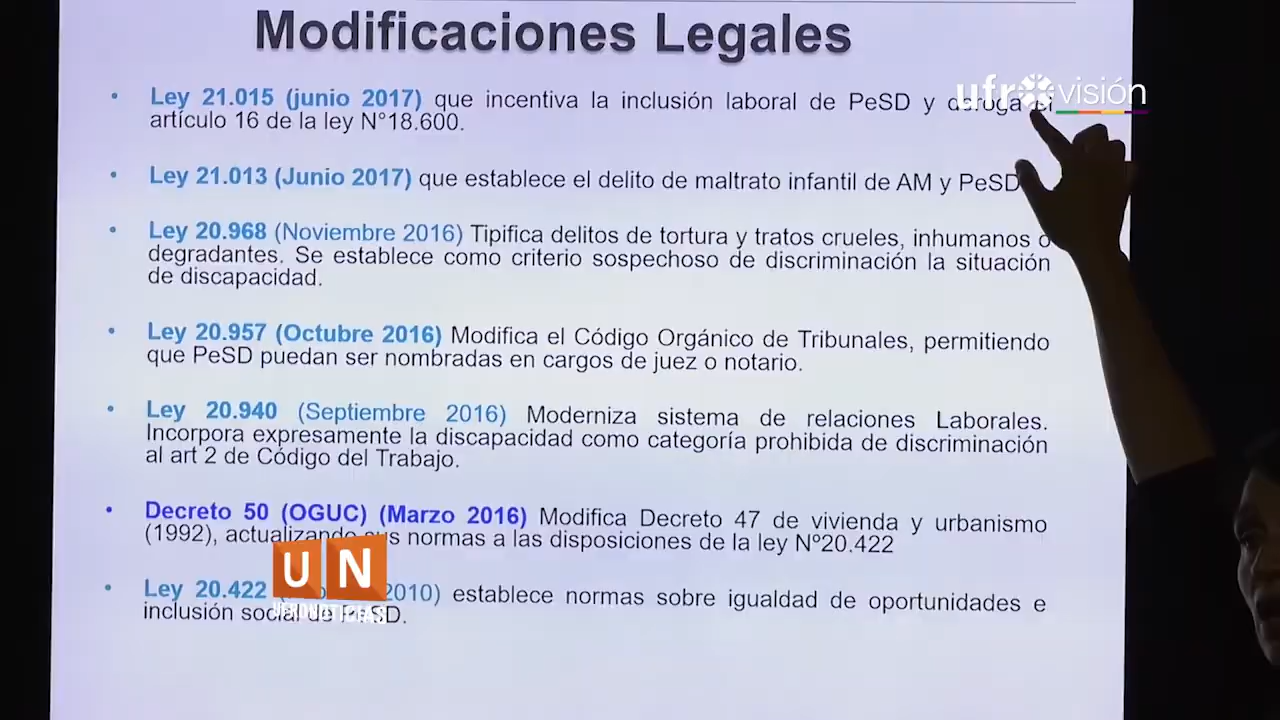 Modificaciones Legales
ufro visión
• Ley 21.015 (junio 2017) que incentiva la inclusión laboral de PeSD y deroga el
artículo 16 de la ley N°18.600.
• Ley 21.013 (Junio 2017) que establece el delito de maltrato infantil de AM y PeSD
• Ley 20.968 (Noviembre 2016) Tipifica delitos de tortura y tratos crueles, inhumanos o
degradantes. Se establece como criterio sospechoso de discriminación la situación
de discapacidad.
• Ley 20.957 (Octubre 2016) Modifica el Código Orgánico de Tribunales, permitiendo
que PeSD puedan ser nombradas en cargos de juez o notario.
• Ley 20.940 (Septiembre 2016) Moderniza sistema de relaciones Laborales.
Incorpora expresamente la discapacidad como categoría prohibida de discriminación
al art 2 de Código del Trabajo.
• Decreto 50 (OGUC) (Marzo 2016) Modifica Decreto 47 de vivienda y urbanismo
(1992), actualizando sus normas a las disposiciones de la ley Nº20.422
• Ley 20.422 2010) establece normas sobre igualdad de oportunidades e
inclusión social de PeSD.
UN
UFRONOTICIAS